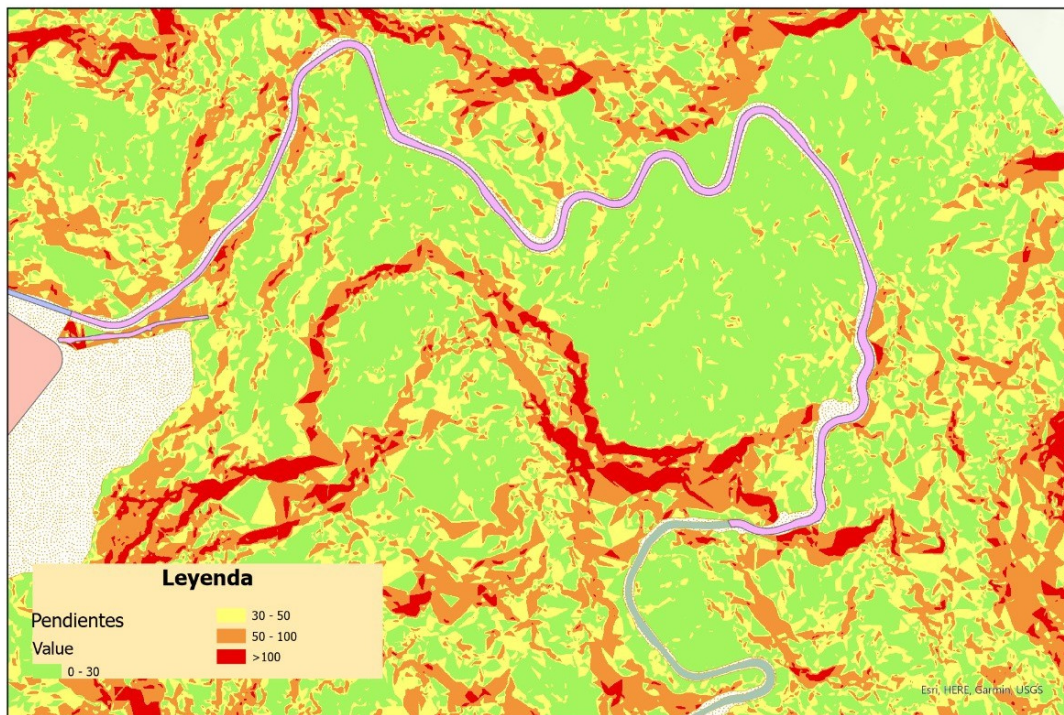 Leyenda
Pendientes
Value
0 - 30
30 - 50
50 - 100
>100
Esri, HERE, Garmin, USGS